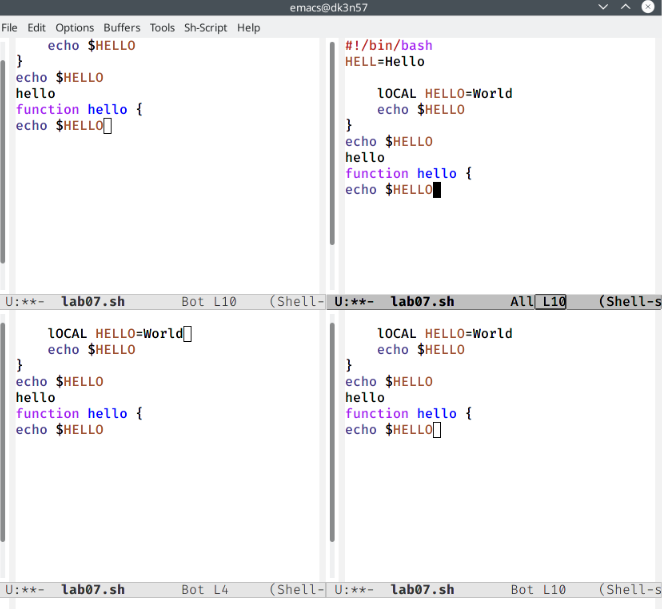 emacs@dk3n57
File Edit Options Buffers Tools Sh-Script Help
    echo $HELLO
}
echo $HELLO
hello
function hello {
echo $HELLO
U:**-  lab07.sh       Bot L10    (Shell-
#!/bin/bash
HELL=Hello

    lOCAL HELLO=World
    echo $HELLO
}
echo $HELLO
hello
function hello {
echo $HELLO
U:**-  lab07.sh       All L10    (Shell-s
    lOCAL HELLO=World
    echo $HELLO
}
echo $HELLO
hello
function hello {
echo $HELLO
U:**-  lab07.sh       Bot L4     (Shell-
    lOCAL HELLO=World
    echo $HELLO
}
echo $HELLO
hello
function hello {
echo $HELLO
U:**-  lab07.sh       Bot L10    (Shell-s